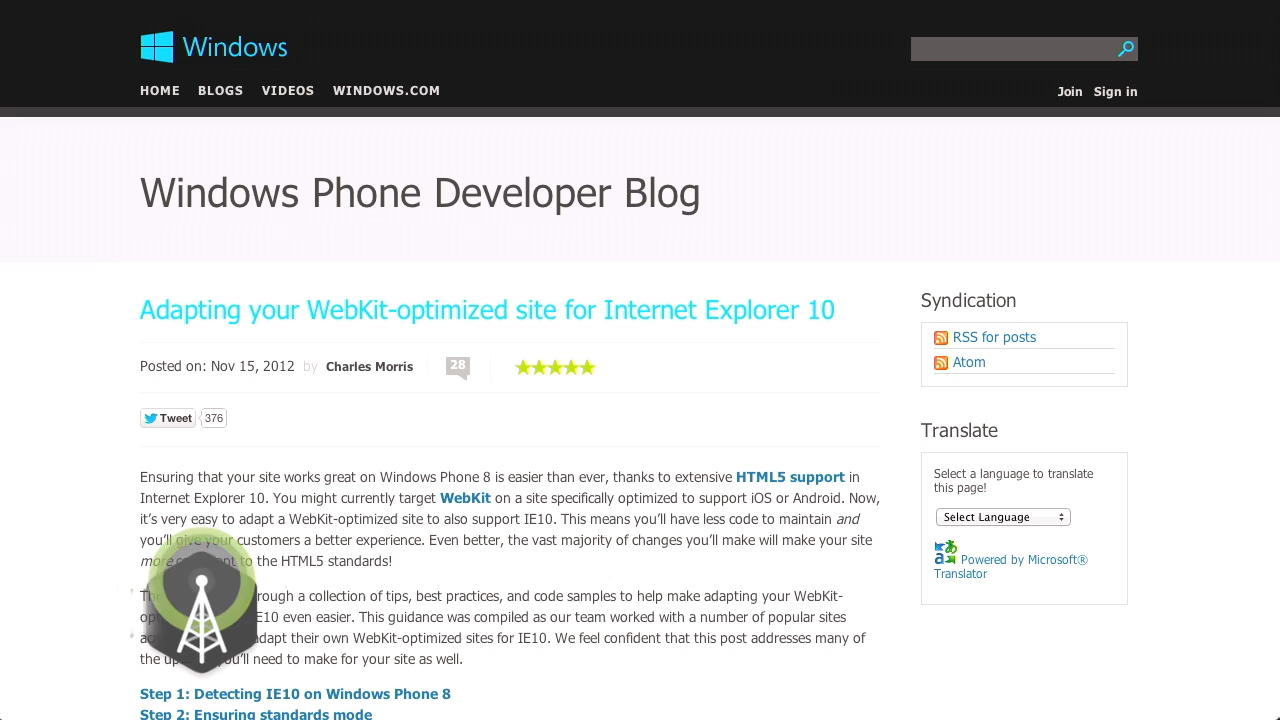 Windows
HOME BLOGS VIDEOS WINDOWS.COM
Join Sign in
Windows Phone Developer Blog
Adapting your WebKit-optimized site for Internet Explorer 10
Posted on: Nov 15, 2012 by Charles Morris 28
Tweet 376
Ensuring that your site works great on Windows Phone 8 is easier than ever, thanks to extensive HTML5 support in
Internet Explorer 10. You might currently target WebKit on a site specifically optimized to support iOS or Android. Now,
it’s very easy to adapt a WebKit-optimized site to also support IE10. This means you’ll have less code to maintain and
you’ll give your customers a better experience. Even better, the vast majority of changes you’ll make will make your site
more to the HTML5 standards!
through a collection of tips, best practices, and code samples to help make adapting your WebKit-
IE10 even easier. This guidance was compiled as our team worked with a number of popular sites
adapt their own WebKit-optimized sites for IE10. We feel confident that this post addresses many of
the you’ll need to make for your site as well.
Step 1: Detecting IE10 on Windows Phone 8
Step 2: Ensuring standards mode
Syndication
RSS for posts
Atom
Translate
Select a language to translate
this page!
Select Language
Powered by Microsoft®
Translator